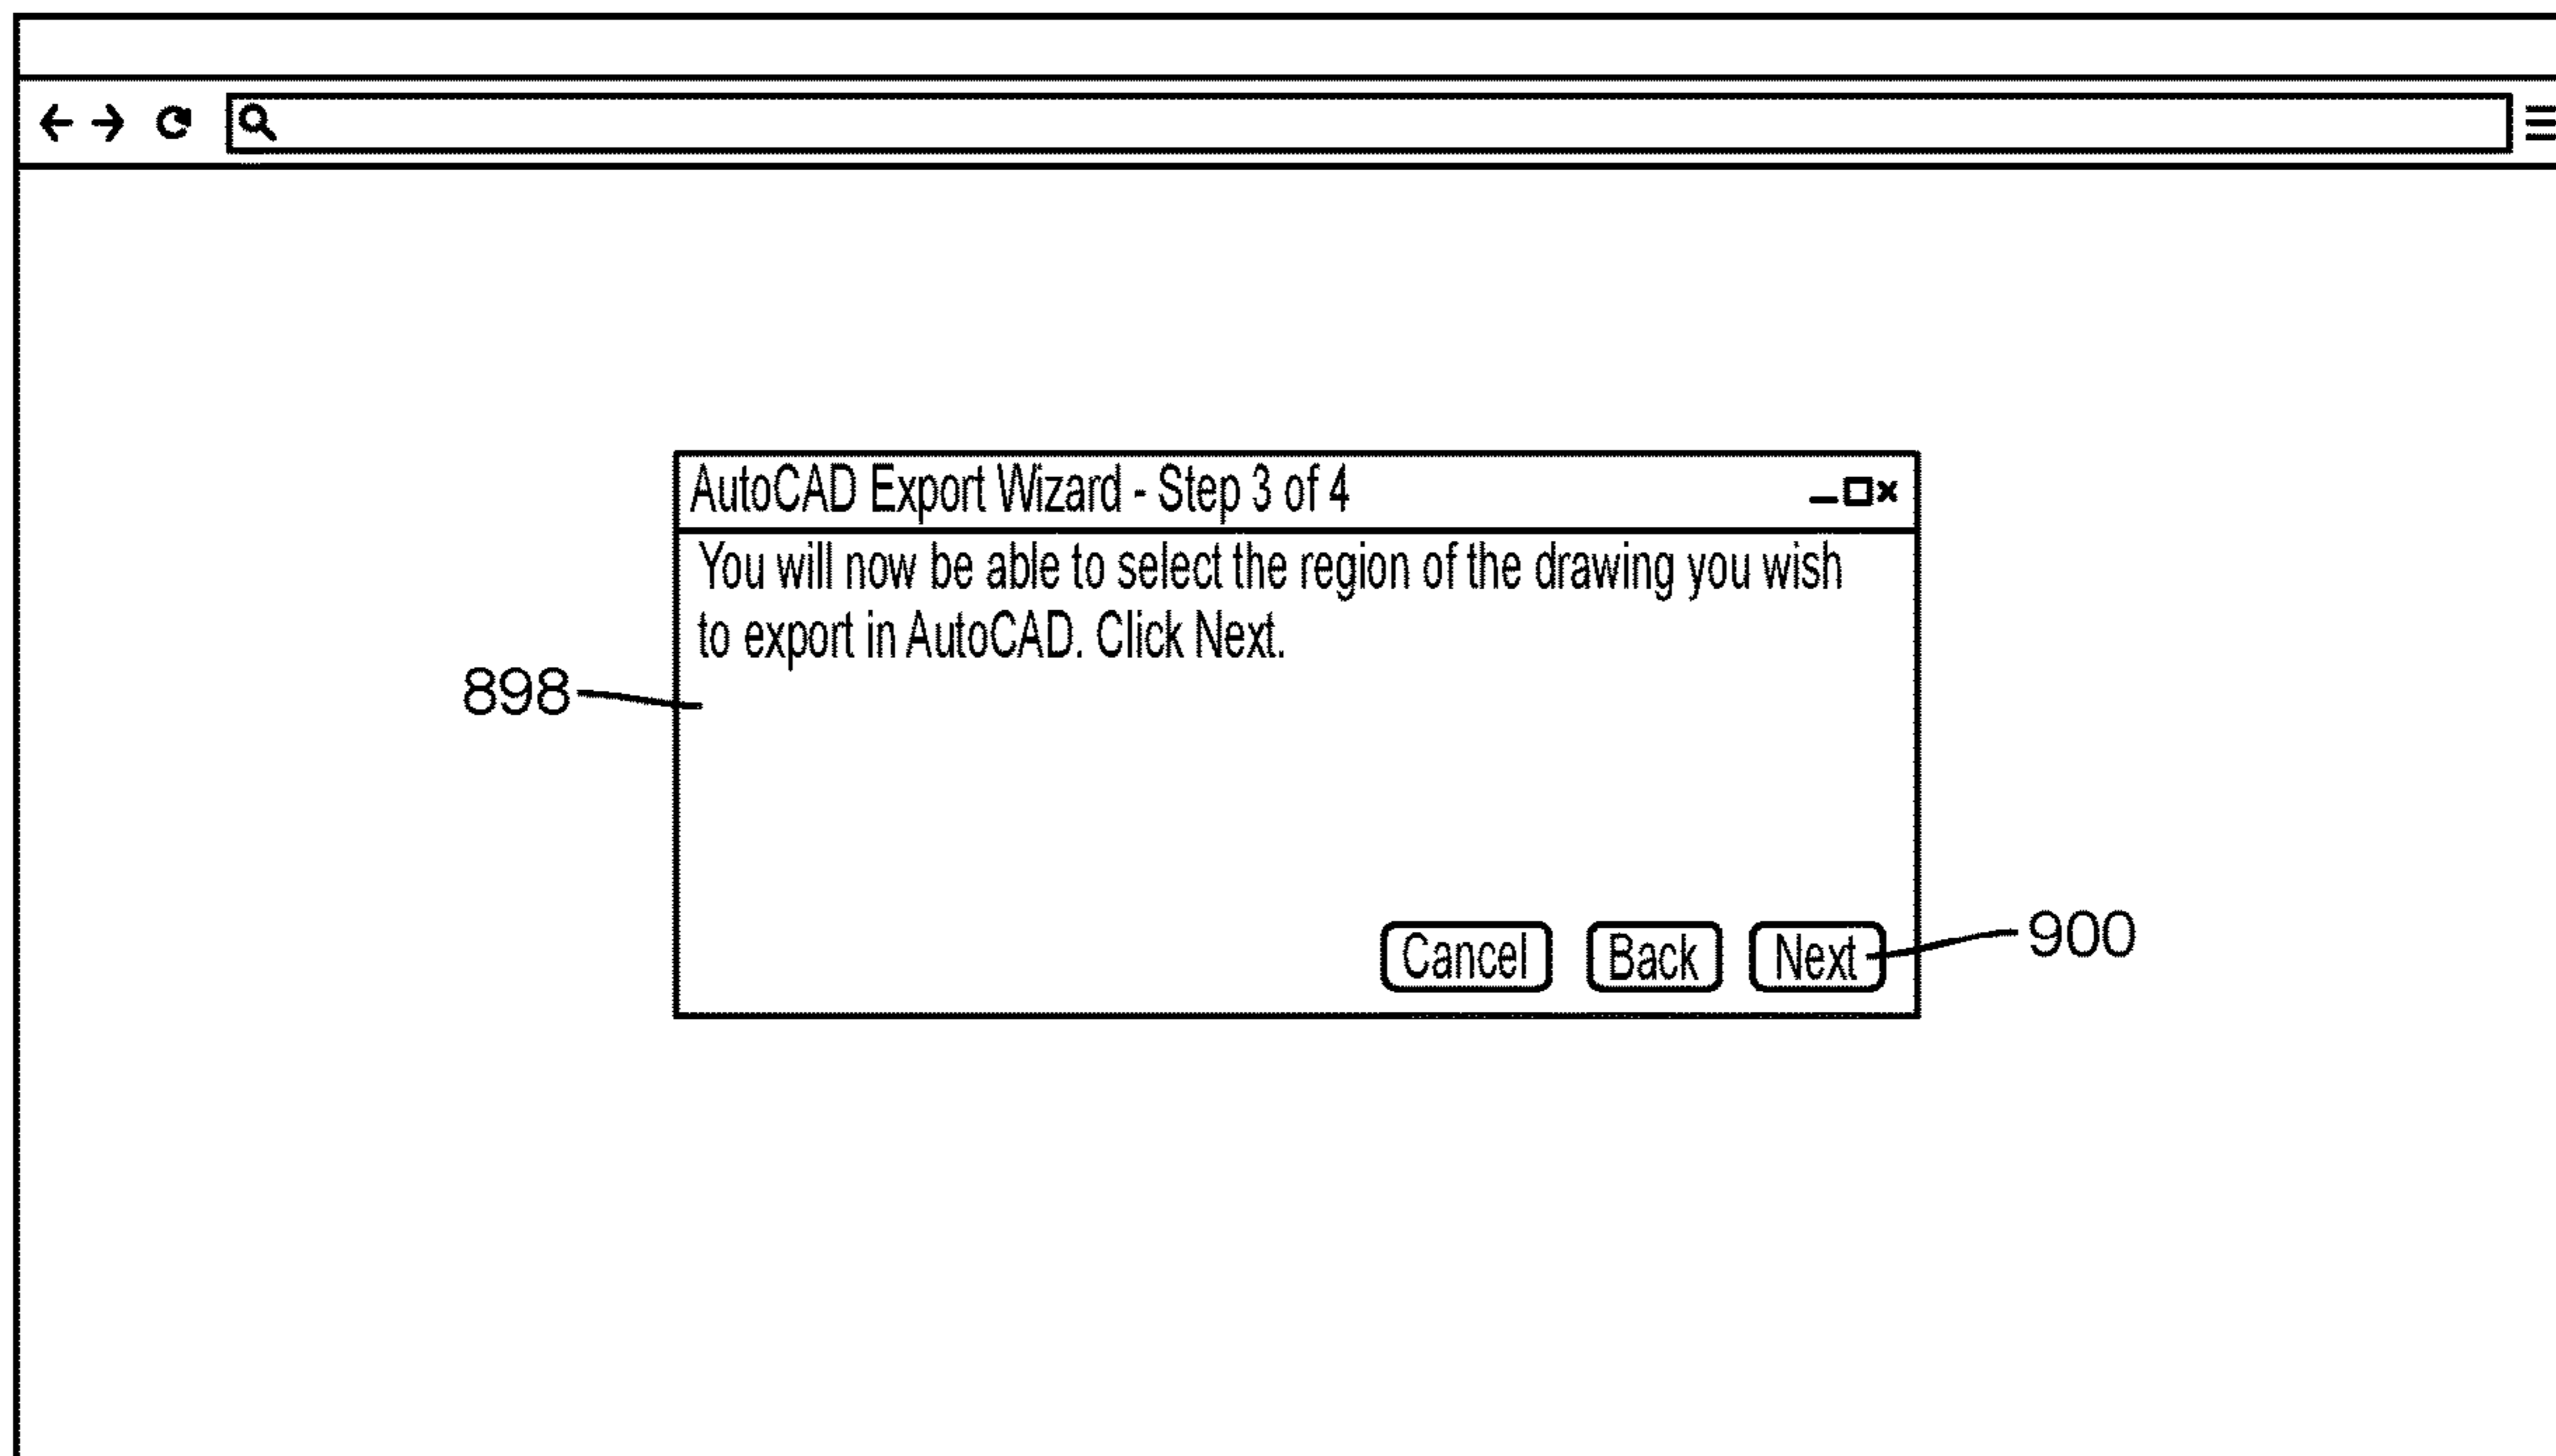 AutoCAD Export Wizard - Step 3 of 4
You will now be able to select the region of the drawing you wish
to export in AutoCAD. Click Next.
898
Cancel Back Next
900